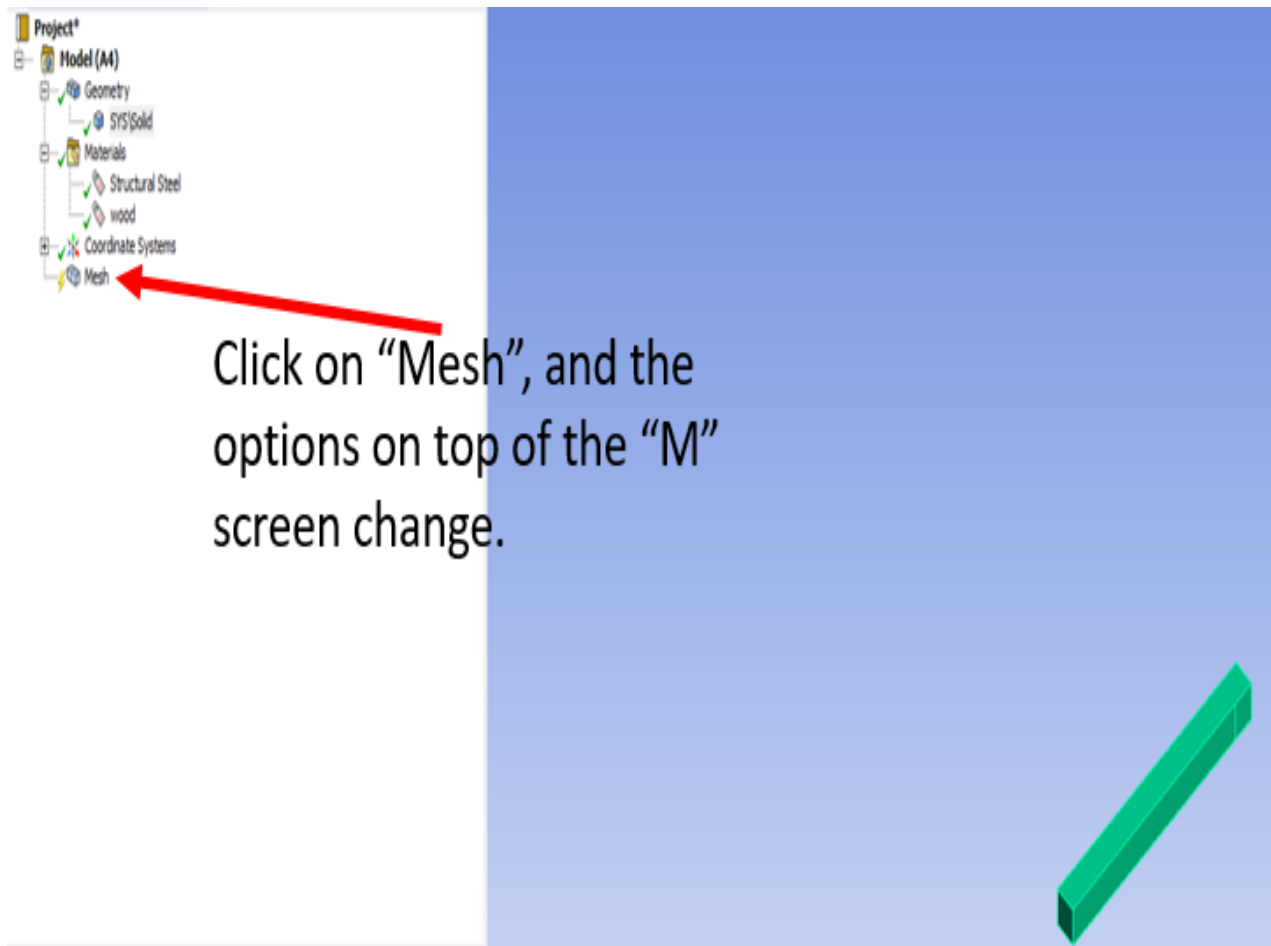 Project*
Model (A4)
Geometry
SYS\Solid
Materials
Structural Steel
wood
Coordinate Systems
Mesh
Click on “Mesh”, and the
options on top of the “M”
screen change.